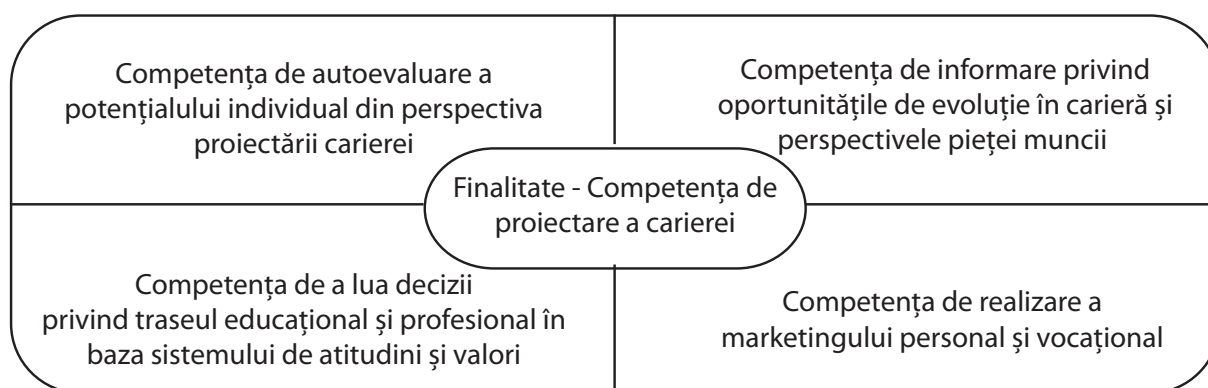 Competența de autoevaluare a
potențialului individual din perspectiva
proiectării carierei
Competența de informare privind
oportunitățile de evoluție în carieră și
perspectivele pieței muncii
Finalitate - Competența de
proiectare a carierei
Competența de a lua decizii
privind traseul educațional și profesional în
baza sistemului de atitudini și valori
Competența de realizare a
marketingului personal și vocațional